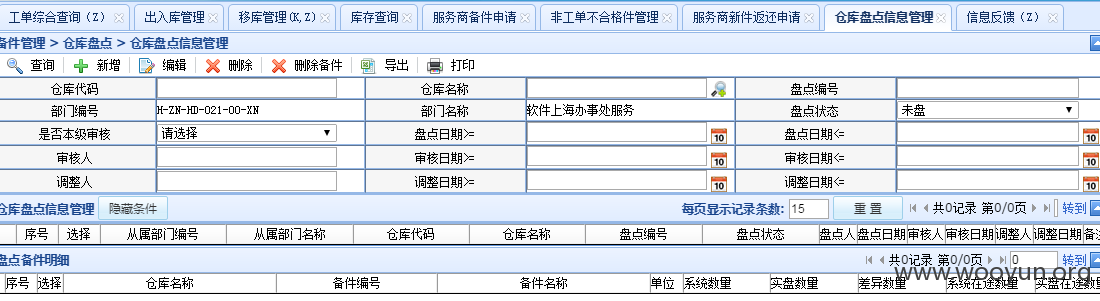 工单综合查询（Z） 出入库管理 移库管理(K,Z) 库存查询 服务商备件申请 非工单不合格件管理 服务商新件返还申请 仓库盘点信息管理 信息反馈（Z）
备件管理 > 仓库盘点 > 仓库盘点信息管理
查询 新增 编辑 删除 删除备件 导出 打印
仓库代码 仓库名称 盘点编号
部门编号 H-ZN-HD-021-00-XN 部门名称 软件上海办事处服务 盘点状态 未盘
是否本级审核 请选择 盘点日期>= 10 盘点日期<= 10
审核人 审核日期>= 10 审核日期<= 10
调整人 调整日期>= 10 调整日期<= 10
仓库盘点信息管理 隐藏条件 每页显示记录条数: 15 重 置 共0记录 第0/0页 转到
序号 选择 从属部门编号 从属部门名称 仓库代码 仓库名称 盘点编号 盘点状态 盘点人 盘点日期 审核人 审核日期 调整人 调整日期 备注
盘点备件明细 共0记录 第0/0页 0 转到
序号 选择 仓库名称 备件编号 备件名称 单位 系统数量 实盘数量 差异数量 系统在途数量 实盘在途数量
www.wooyun.org